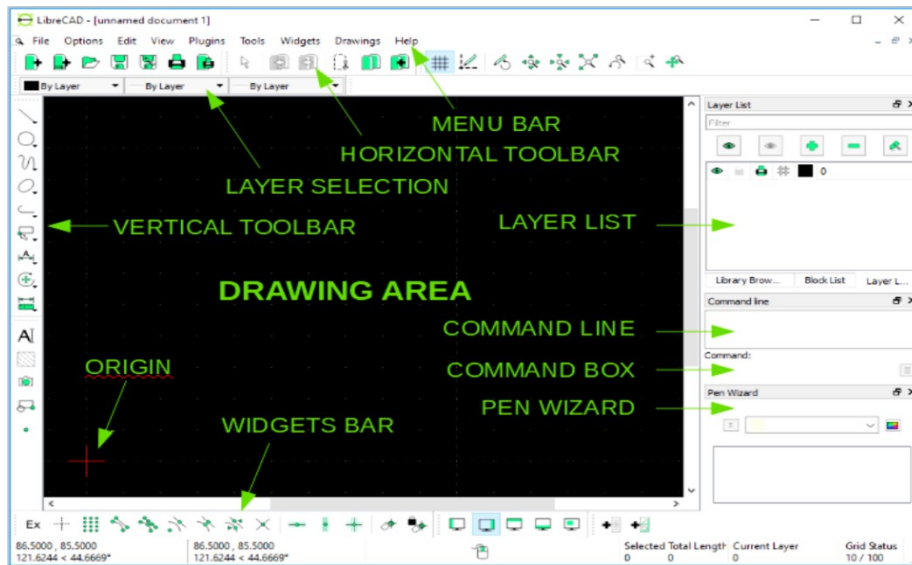 LibreCAD - [unnamed document 1]
File Options Edit View Plugins Tools Widgets Drawings Help
By Layer By Layer By Layer
Layer List
Filter
MENU BAR
HORIZONTAL TOOLBAR
0
LAYER SELECTION
VERTICAL TOOLBAR
LAYER LIST
DRAWING AREA
Library Brow... Block List Layer L...
Command line
COMMAND LINE
Command:
ORIGIN
COMMAND BOX
Pen Wizard
PEN WIZARD
WIDGETS BAR
Ex
86.5000 , 85.5000 86.5000 , 85.5000 Selected Total Length Current Layer Grid Status
121.6244 < 44.6669° 121.6244 < 44.6669° 0 0 0 10 / 100